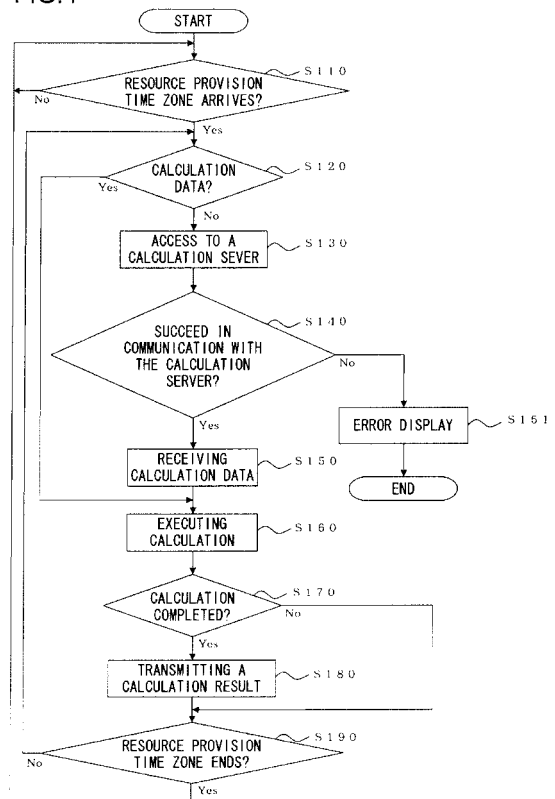 START
RESOURCE PROVISION
TIME ZONE ARRIVES?
S110
No
Yes
CALCULATION
DATA?
S120
Yes
No
ACCESS TO A
CALCULATION SEVER
S130
SUCCEED IN
COMMUNICATION WITH
THE CALCULATION
SERVER?
S140
No
Yes
ERROR DISPLAY
S151
RECEIVING
CALCULATION DATA
S150
END
EXECUTING
CALCULATION
S160
CALCULATION
COMPLETED?
S170
No
Yes
TRANSMITTING A
CALCULATION RESULT
S180
RESOURCE PROVISION
TIME ZONE ENDS?
S190
No
Yes